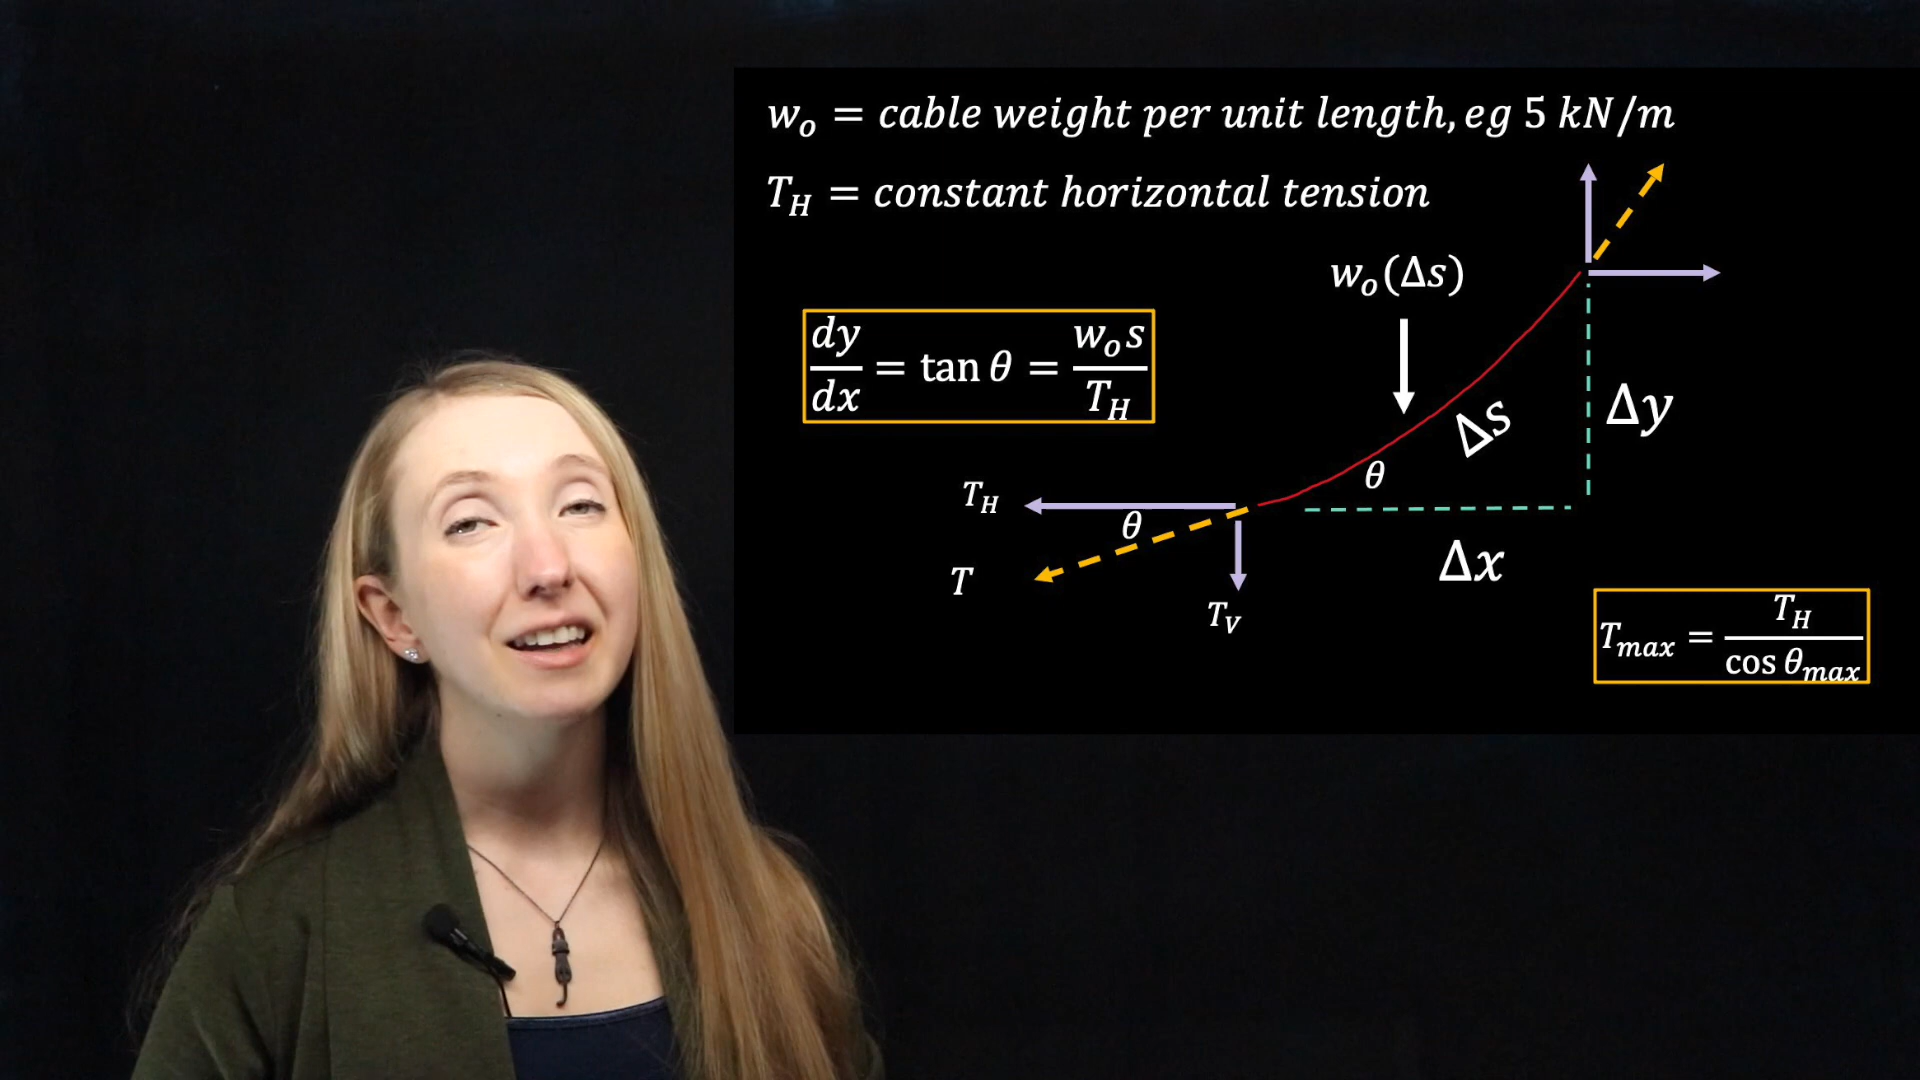 w_o = cable weight per unit length, eg 5 kN/m
T_H = constant horizontal tension
w_o(Δs)
dy/dx = tan θ = w_o s/T_H
Δs
Δy
θ
T_H
θ
Δx
T
T_V
T_max = T_H/cos θ_max